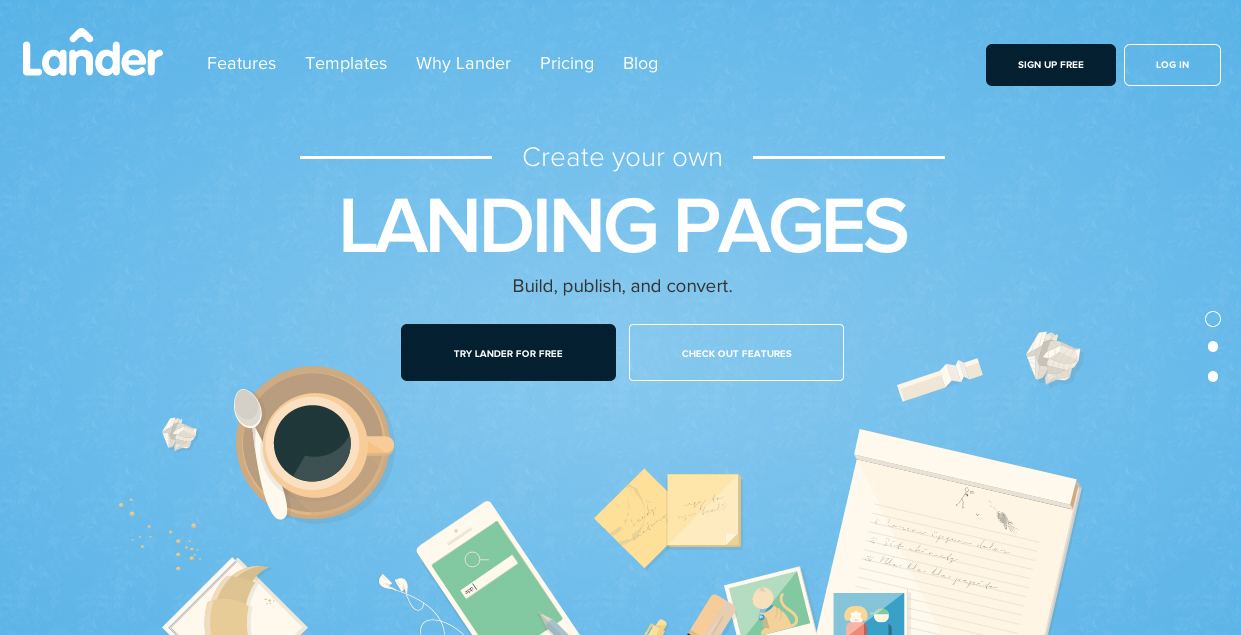 Lander
Features Templates Why Lander Pricing Blog
SIGN UP FREE LOG IN
Create your own
LANDING PAGES
Build, publish, and convert.
TRY LANDER FOR FREE CHECK OUT FEATURES